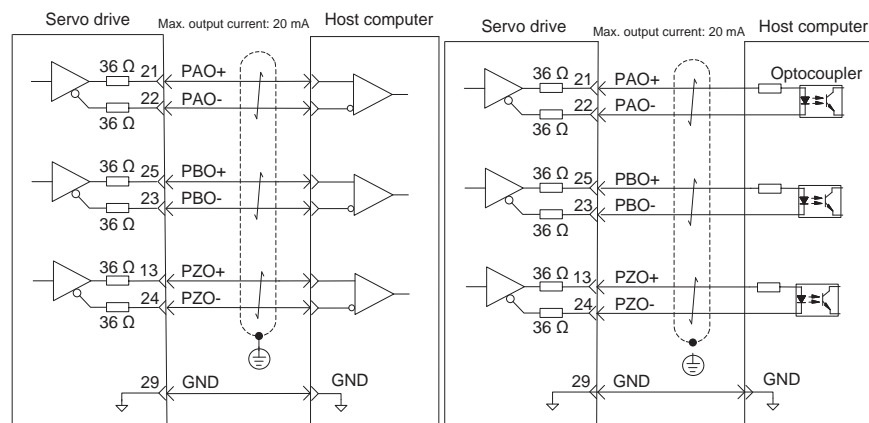 Servo drive
Max. output current: 20 mA
Host computer
36 Ω
21
PAO+
22
PAO-
36 Ω
36 Ω
25
PBO+
23
PBO-
36 Ω
36 Ω
13
PZO+
24
PZO-
36 Ω
29
GND
GND
Servo drive
Max. output current: 20 mA
Host computer
Optocoupler
36 Ω
21
PAO+
22
PAO-
36 Ω
36 Ω
25
PBO+
23
PBO-
36 Ω
36 Ω
13
PZO+
24
PZO-
36 Ω
29
GND
GND